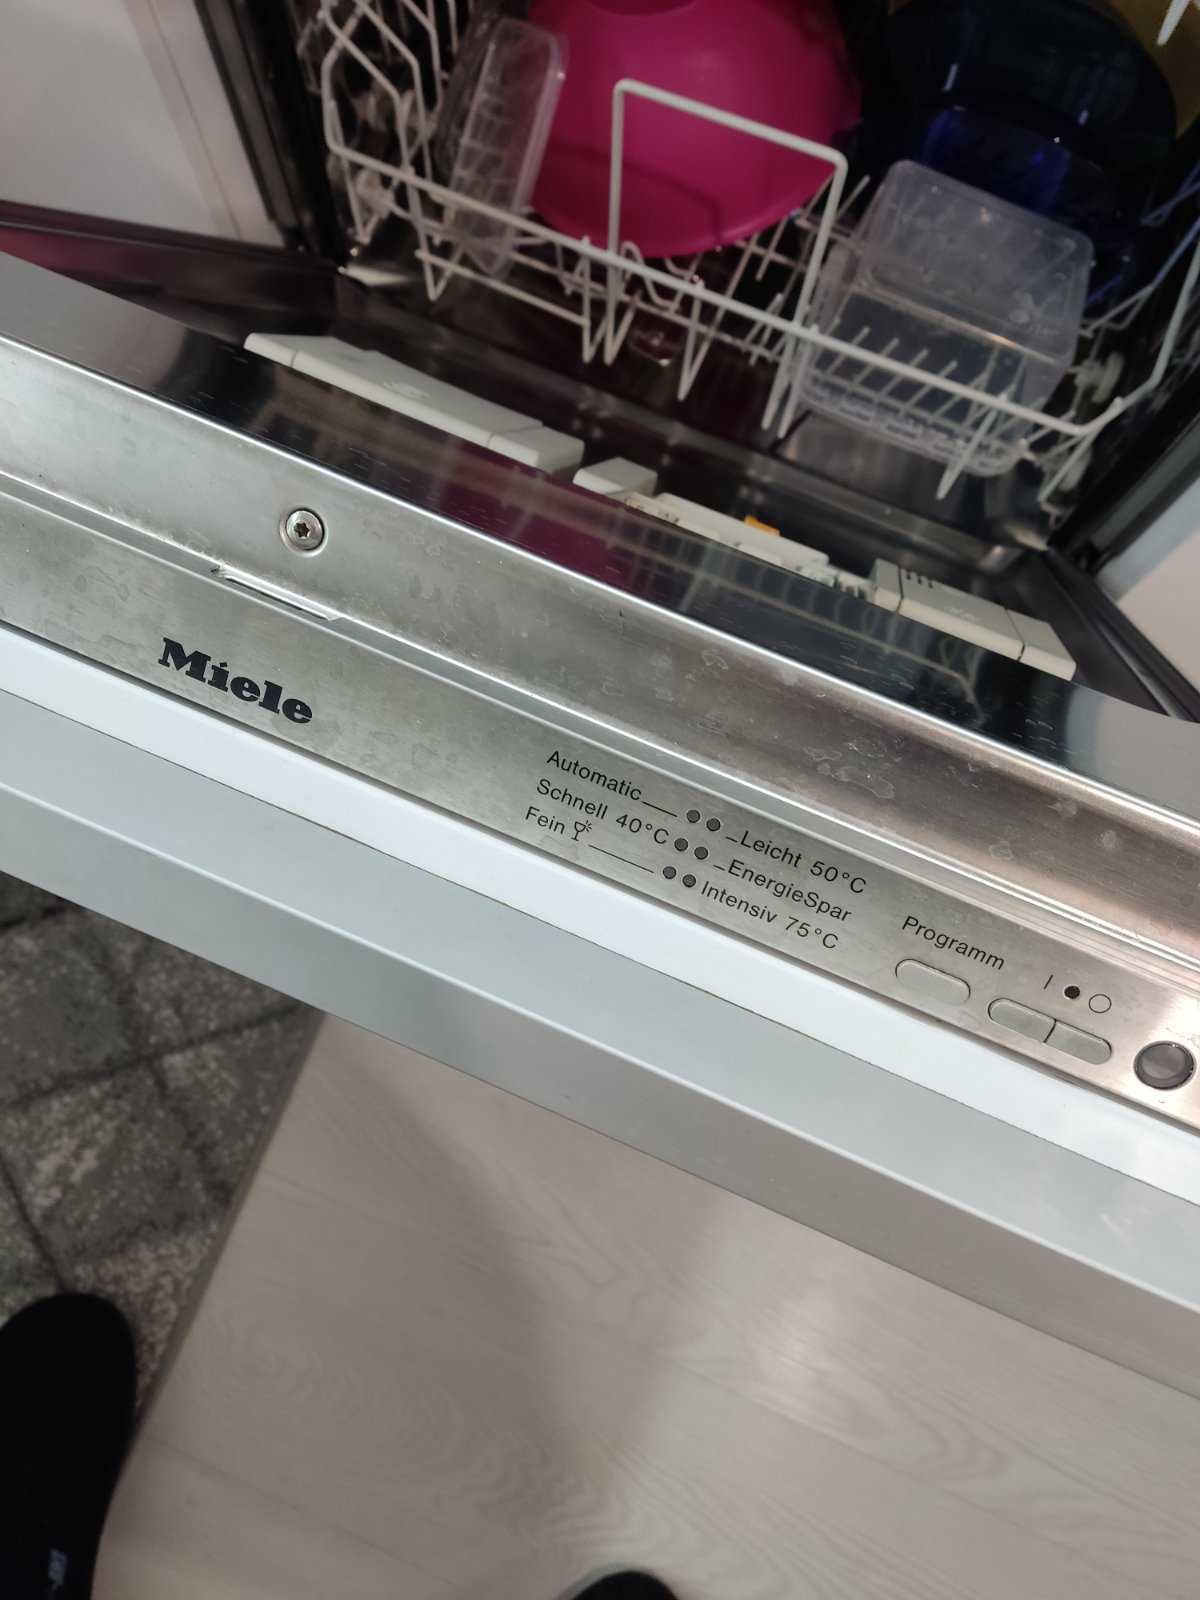 Miele
Automatic
Schnell 40°C
Fein
Leicht 50°C
EnergieSpar
Intensiv 75°C
Programm